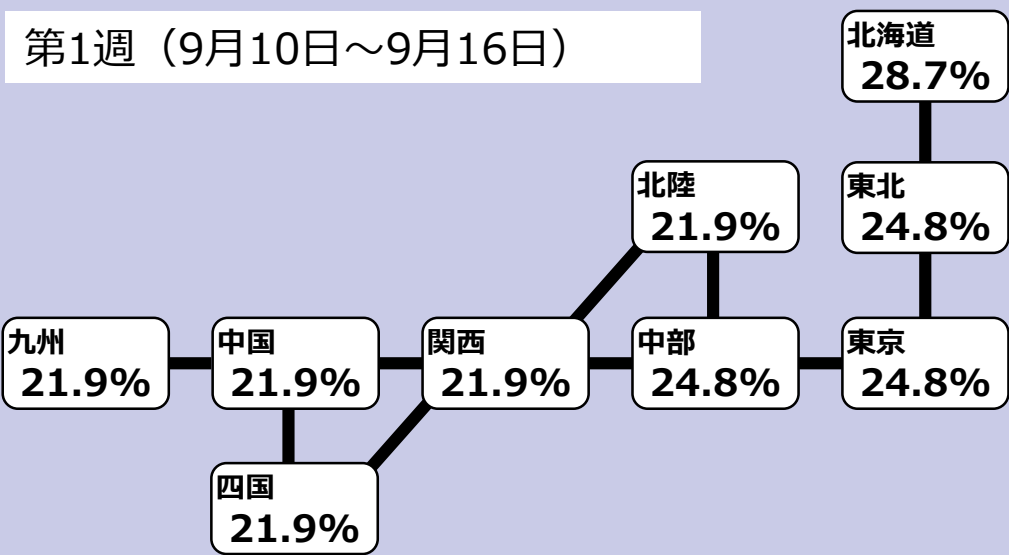 第1週（9月10日～9月16日）
北海道
28.7%
北陸
21.9%
東北
24.8%
九州
21.9%
中国
21.9%
関西
21.9%
中部
24.8%
東京
24.8%
四国
21.9%